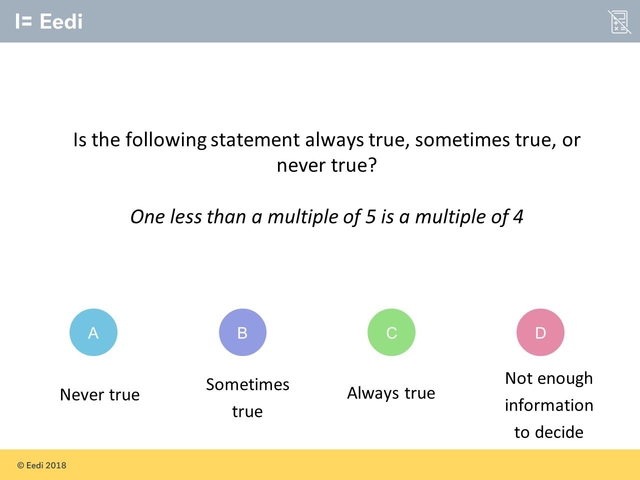 Eedi
Is the following statement always true, sometimes true, or
never true?
One less than a multiple of 5 is a multiple of 4
A
B
C
D
Never true
Sometimes
true
Always true
Not enough
information
to decide
© Eedi 2018